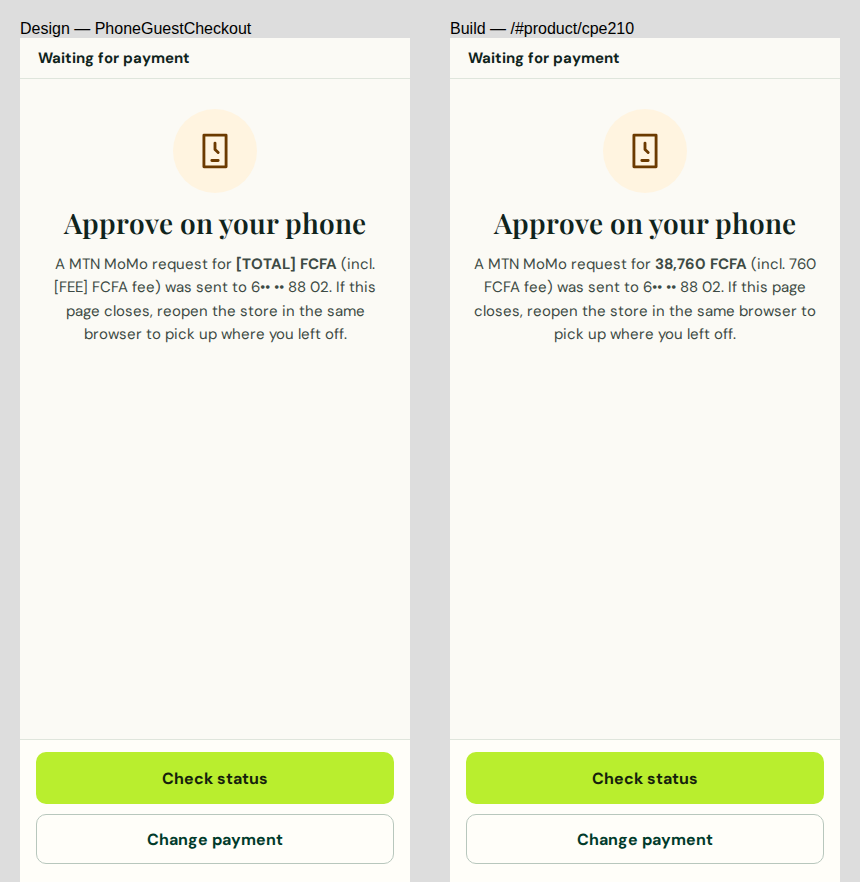 Design — PhoneGuestCheckout
Waiting for payment
Approve on your phone
A MTN MoMo request for [TOTAL] FCFA (incl.
[FEE] FCFA fee) was sent to 6•• •• 88 02. If this
page closes, reopen the store in the same
browser to pick up where you left off.
Check status
Change payment
Build — /#product/cpe210
Waiting for payment
Approve on your phone
A MTN MoMo request for 38,760 FCFA (incl. 760
FCFA fee) was sent to 6•• •• 88 02. If this page
closes, reopen the store in the same browser to
pick up where you left off.
Check status
Change payment